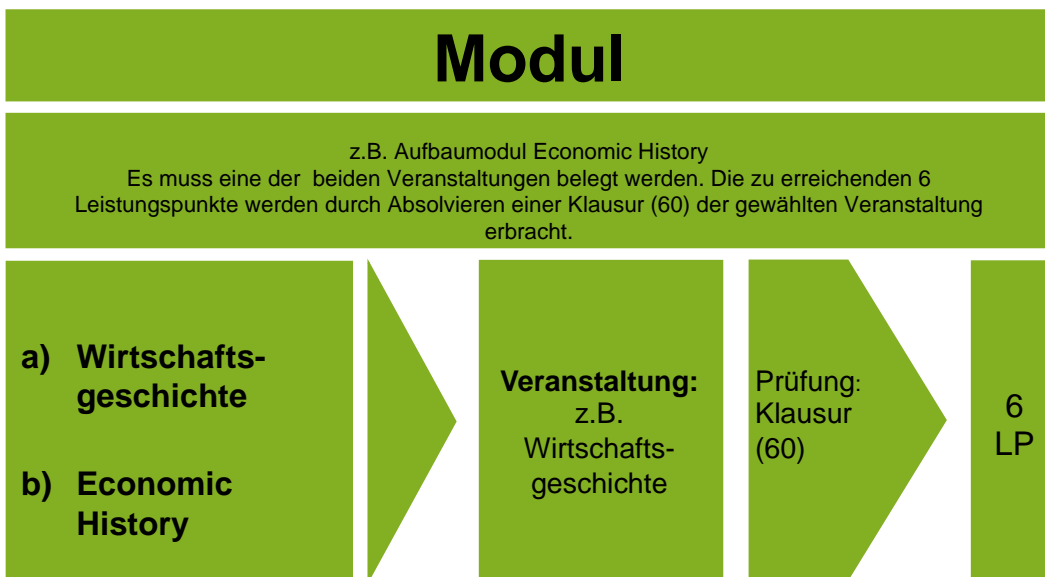 Modul
z.B. Aufbaumodul Economic History
Es muss eine der beiden Veranstaltungen belegt werden. Die zu erreichenden 6
Leistungspunkte werden durch Absolvieren einer Klausur (60) der gewählten Veranstaltung
erbracht.
a) Wirtschafts-
geschichte
b) Economic
History
Veranstaltung:
z.B.
Wirtschafts-
geschichte
Prüfung:
Klausur
(60)
6
LP